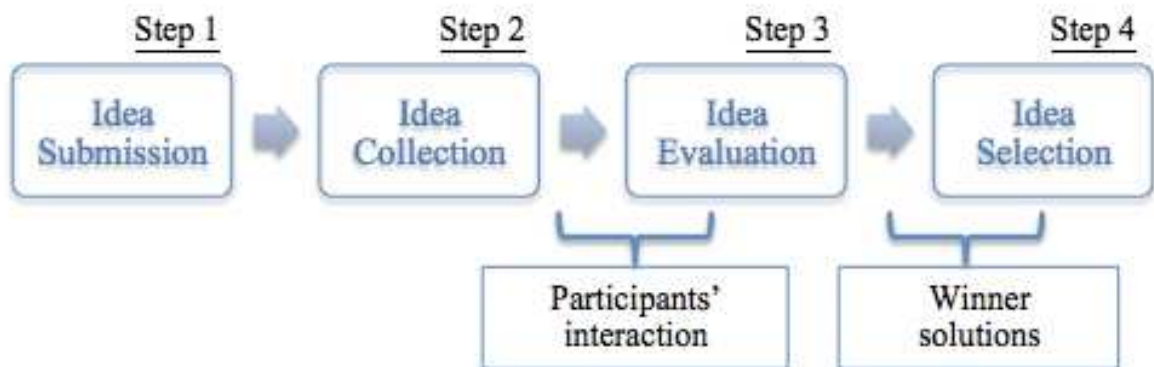 Step 1
Step 2
Step 3
Step 4
Idea
Submission
Idea
Collection
Idea
Evaluation
Idea
Selection
Participants’
interaction
Winner
solutions